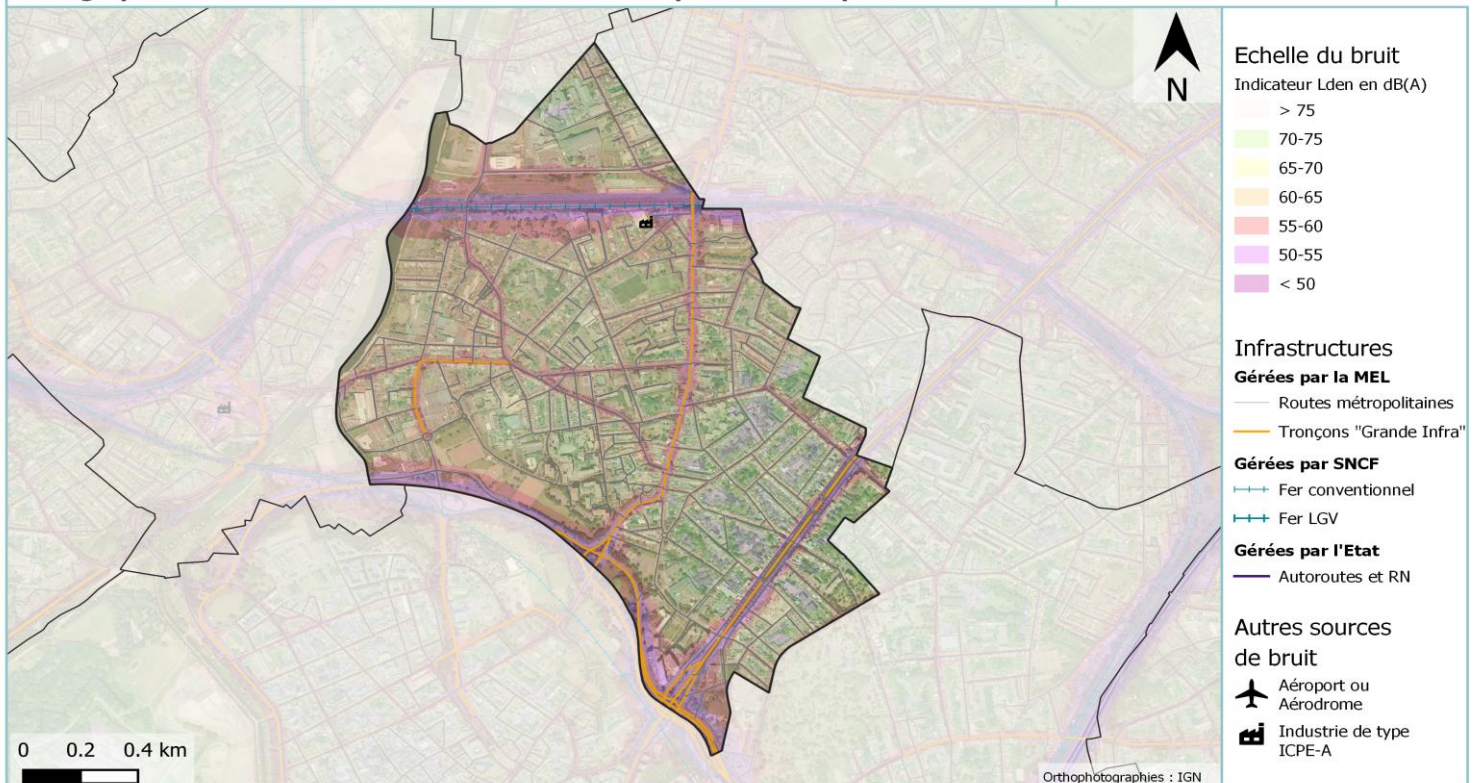 N
Echelle du bruit
Indicateur Lden en dB(A)
> 75
70-75
65-70
60-65
55-60
50-55
< 50
Infrastructures
Gérées par la MEL
Routes métropolitaines
Tronçons "Grande Infra"
Gérées par SNCF
Fer conventionnel
Fer LGV
Gérées par l'Etat
Autoroutes et RN
Autres sources
de bruit
Aéroport ou
Aérodrome
Industrie de type
ICPE-A
0 0.2 0.4 km
Orthophotographies : IGN